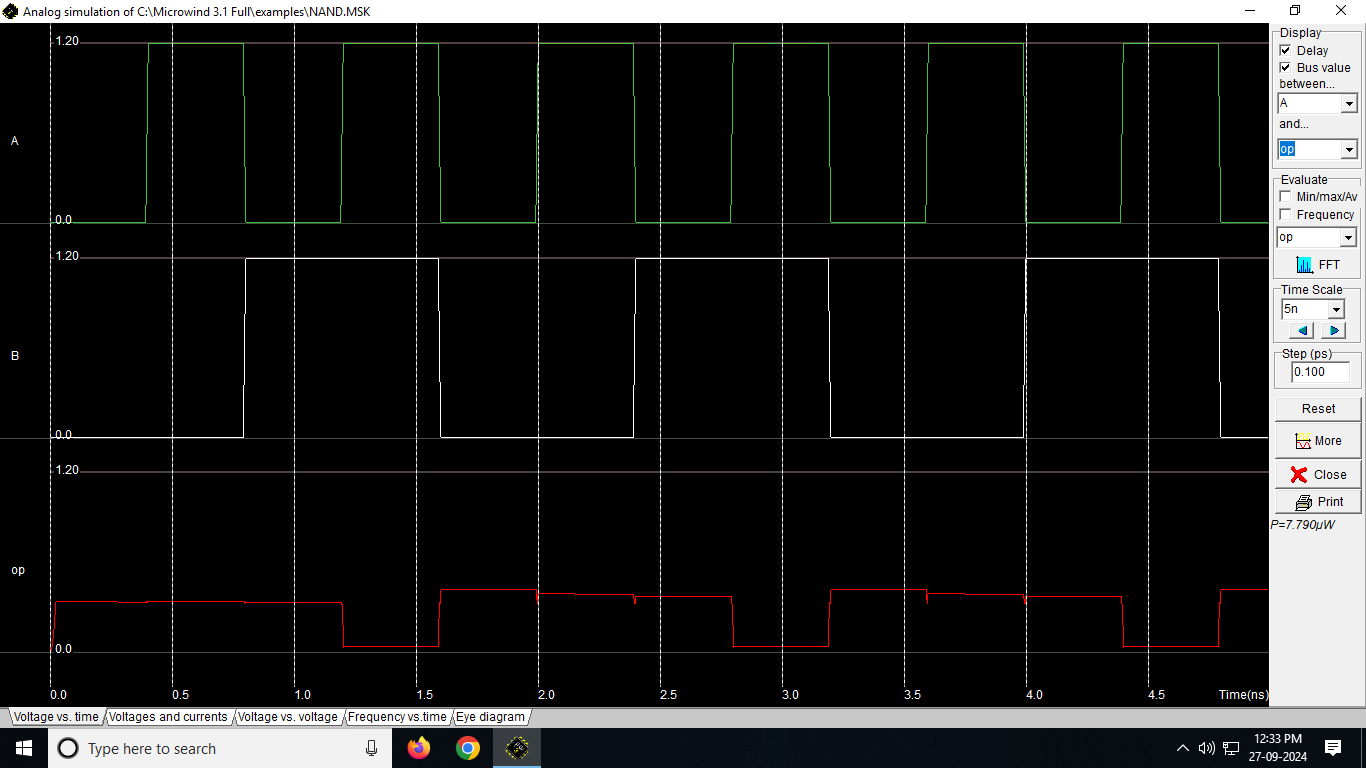 Analog simulation of C:\Microwind 3.1 Full\examples\NAND.MSK
1.20
A
0.0
1.20
B
0.0
1.20
op
0.0
0.0 0.5 1.0 1.5 2.0 2.5 3.0 3.5 4.0 4.5 Time(ns)
Display
Delay
Bus value
between...
A
and...
op
Evaluate
Min/max/Av
Frequency
op
FFT
Time Scale
5n
Step (ps)
0.100
Reset
More
Close
Print
P=7.790µW
Voltage vs. time Voltages and currents Voltage vs. voltage Frequency vs.time Eye diagram
Type here to search
12:33 PM
27-09-2024